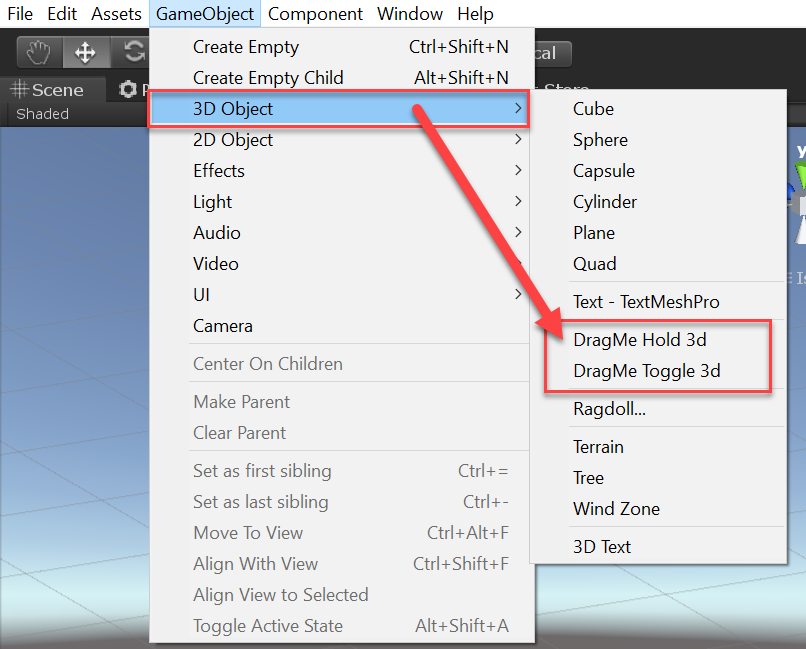 File Edit Assets GameObject Component Window Help
Create Empty Ctrl+Shift+N
Create Empty Child Alt+Shift+N
3D Object
2D Object
Effects
Light
Audio
Video
UI
Camera
Center On Children
Make Parent
Clear Parent
Set as first sibling Ctrl+=
Set as last sibling Ctrl+-
Move To View Ctrl+Alt+F
Align With View Ctrl+Shift+F
Align View to Selected
Toggle Active State Alt+Shift+A
Scene
Shaded
Cube
Sphere
Capsule
Cylinder
Plane
Quad
Text - TextMeshPro
DragMe Hold 3d
DragMe Toggle 3d
Ragdoll...
Terrain
Tree
Wind Zone
3D Text
y